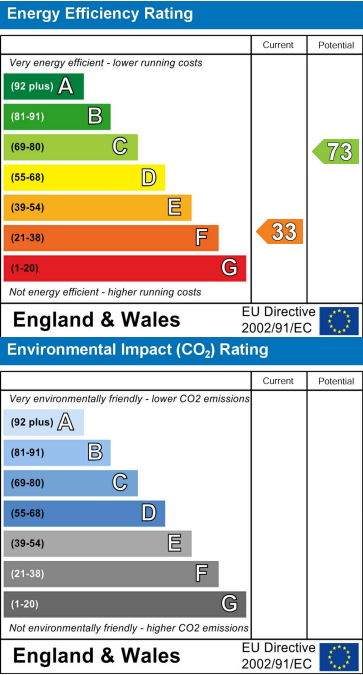 Energy Efficiency Rating
Current Potential
Very energy efficient - lower running costs
(92 plus) A
(81-91) B
(69-80) C
73
(55-68) D
(39-54) E
(21-38) F
33
(1-20) G
Not energy efficient - higher running costs
England & Wales
EU Directive
2002/91/EC
Environmental Impact (CO₂) Rating
Current Potential
Very environmentally friendly - lower CO2 emissions
(92 plus) A
(81-91) B
(69-80) C
(55-68) D
(39-54) E
(21-38) F
(1-20) G
Not environmentally friendly - higher CO2 emissions
England & Wales
EU Directive
2002/91/EC